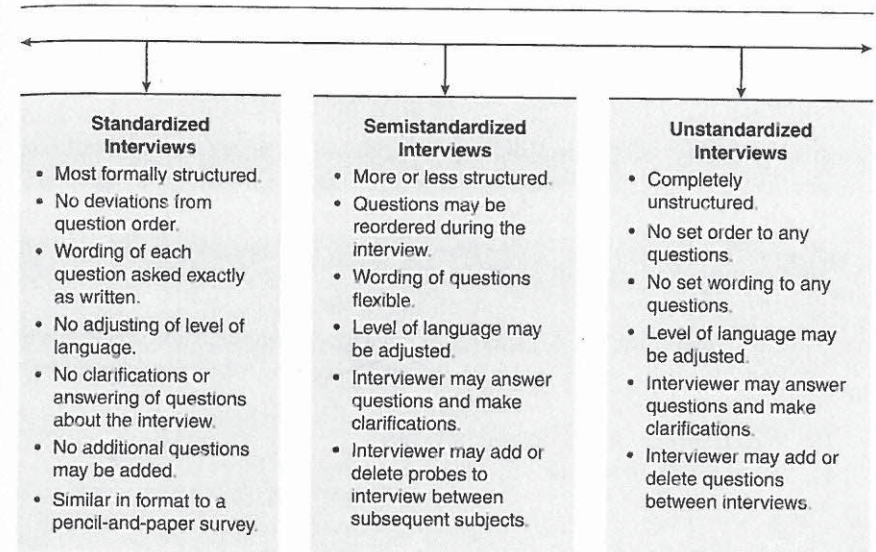 Standardized
Interviews
• Most formally structured.
• No deviations from
question order.
• Wording of each
question asked exactly
as written.
• No adjusting of level of
language.
• No clarifications or
answering of questions
about the interview.
• No additional questions
may be added.
• Similar in format to a
pencil-and-paper survey.
Semistandardized
Interviews
• More or less structured.
• Questions may be
reordered during the
interview.
• Wording of questions
flexible.
• Level of language may
be adjusted.
• Interviewer may answer
questions and make
clarifications.
• Interviewer may add or
delete probes to
interview between
subsequent subjects.
Unstandardized
Interviews
• Completely
unstructured.
• No set order to any
questions.
• No set wording to any
questions.
• Level of language may
be adjusted.
• Interviewer may answer
questions and make
clarifications.
• Interviewer may add or
delete questions
between interviews.